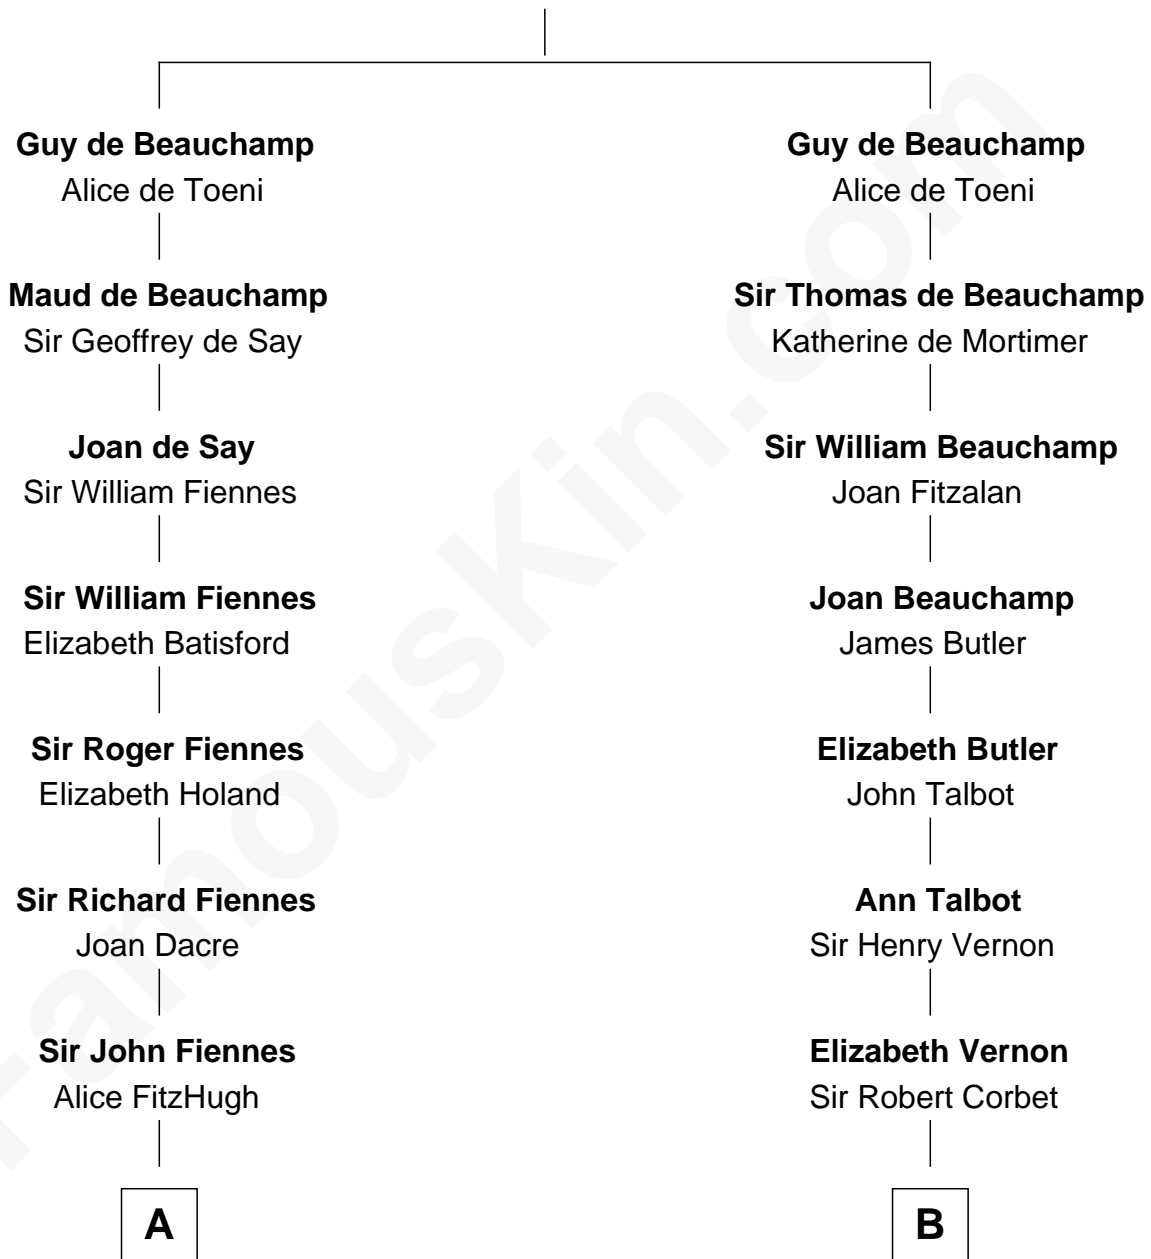 Guy de Beauchamp
Alice de Toeni
Maud de Beauchamp
Sir Geoffrey de Say
Joan de Say
Sir William Fiennes
Sir William Fiennes
Elizabeth Batisford
Sir Roger Fiennes
Elizabeth Holand
Sir Richard Fiennes
Joan Dacre
Sir John Fiennes
Alice FitzHugh
A
Guy de Beauchamp
Alice de Toeni
Sir Thomas de Beauchamp
Katherine de Mortimer
Sir William Beauchamp
Joan Fitzalan
Joan Beauchamp
James Butler
Elizabeth Butler
John Talbot
Ann Talbot
Sir Henry Vernon
Elizabeth Vernon
Sir Robert Corbet
B
FamousKin.com